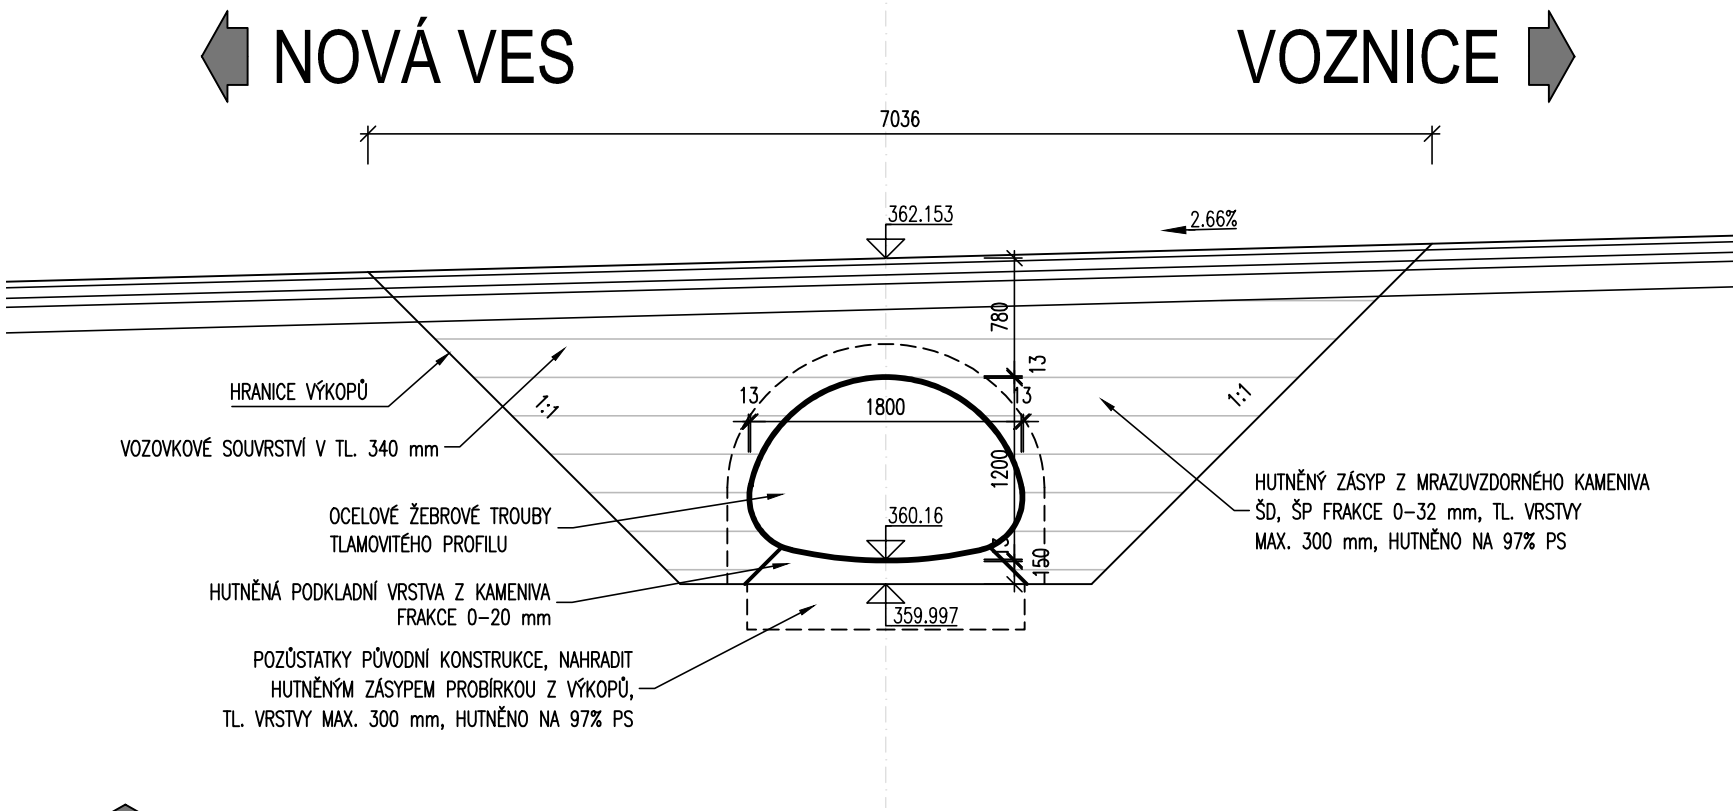 NOVÁ VES
VOZNICE
7036
362.153
2.66%
780
13
13
1800
13
1:1
1:1
HRANICE VÝKOPŮ
VOZOVKOVÉ SOUVRSTVÍ V TL. 340 mm
1200
HUTNĚNÝ ZÁSYP Z MRAZUVZDORNÉHO KAMENIVA
ŠD, ŠP FRAKCE 0-32 mm, TL. VRSTVY
MAX. 300 mm, HUTNĚNO NA 97% PS
OCELOVÉ ŽEBROVÉ TROUBY
TLAMOVITÉHO PROFILU
360.16
150
HUTNĚNÁ PODKLADNÍ VRSTVA Z KAMENIVA
FRAKCE 0-20 mm
359.997
POZŮSTATKY PŮVODNÍ KONSTRUKCE, NAHRADIT
HUTNĚNÝM ZÁSYPEM PROBÍRKOU Z VÝKOPŮ,
TL. VRSTVY MAX. 300 mm, HUTNĚNO NA 97% PS